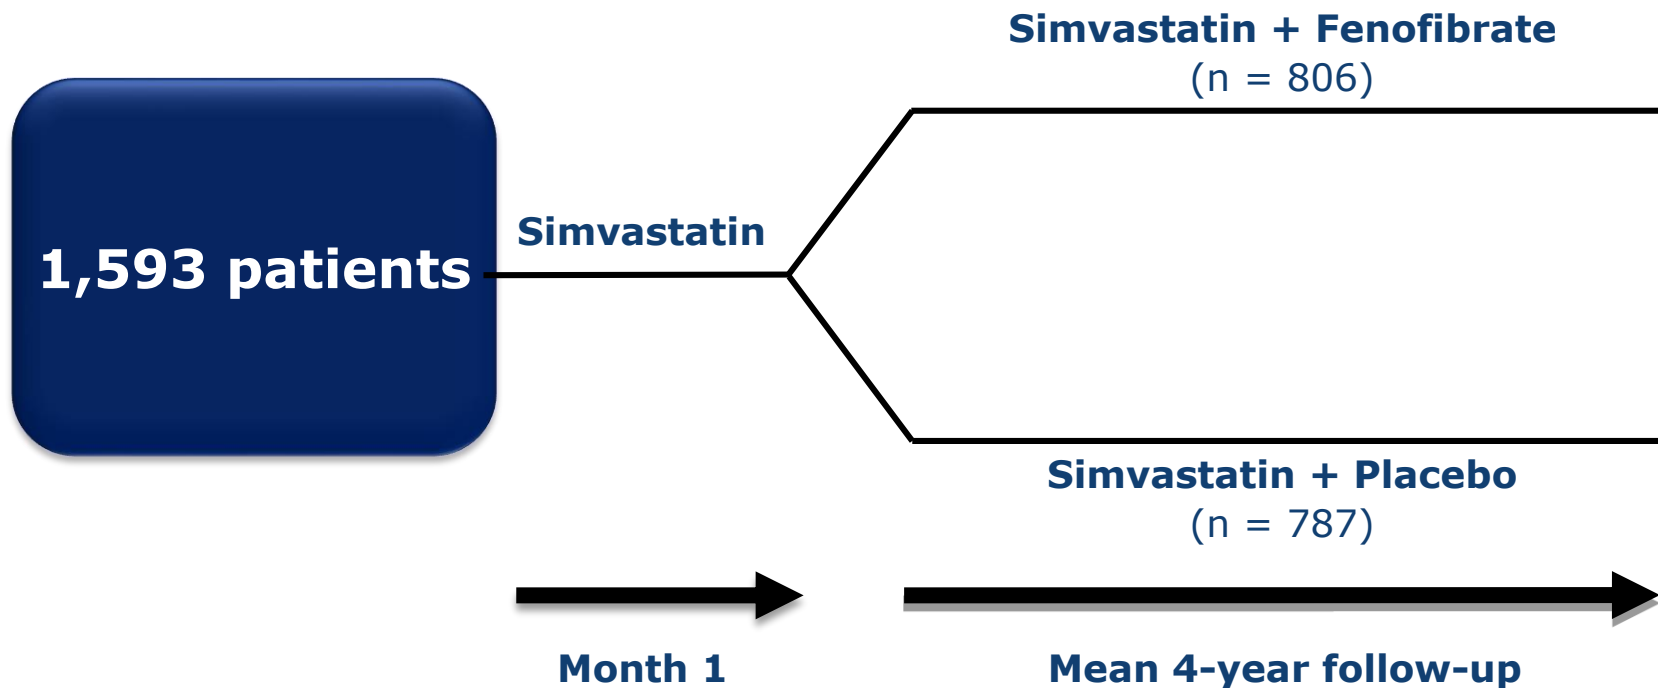 1,593 patients
Simvastatin
Simvastatin + Fenofibrate
(n = 806)
Simvastatin + Placebo
(n = 787)
Month 1
Mean 4-year follow-up